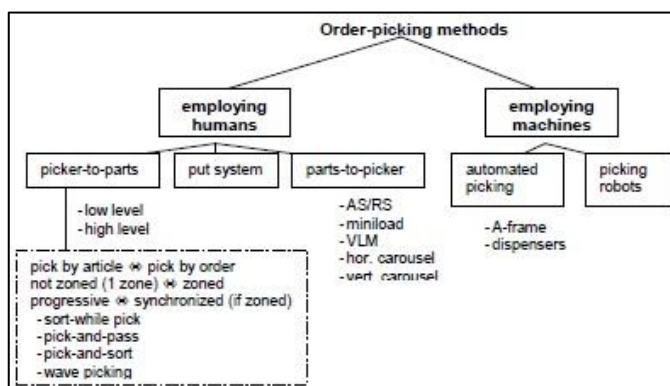 Order-picking methods
employing humans
employing machines
picker-to-parts
put system
parts-to-picker
automated picking
picking robots
- low level
- high level
- AS/RS
- miniload
- VLM
- hor. carousel
- vert. carousel
- A-frame
- dispensers
pick by article ⇔ pick by order
not zoned (1 zone) ⇔ zoned
progressive ⇔ synchronized (if zoned)
- sort-while pick
- pick-and-pass
- pick-and-sort
- wave picking